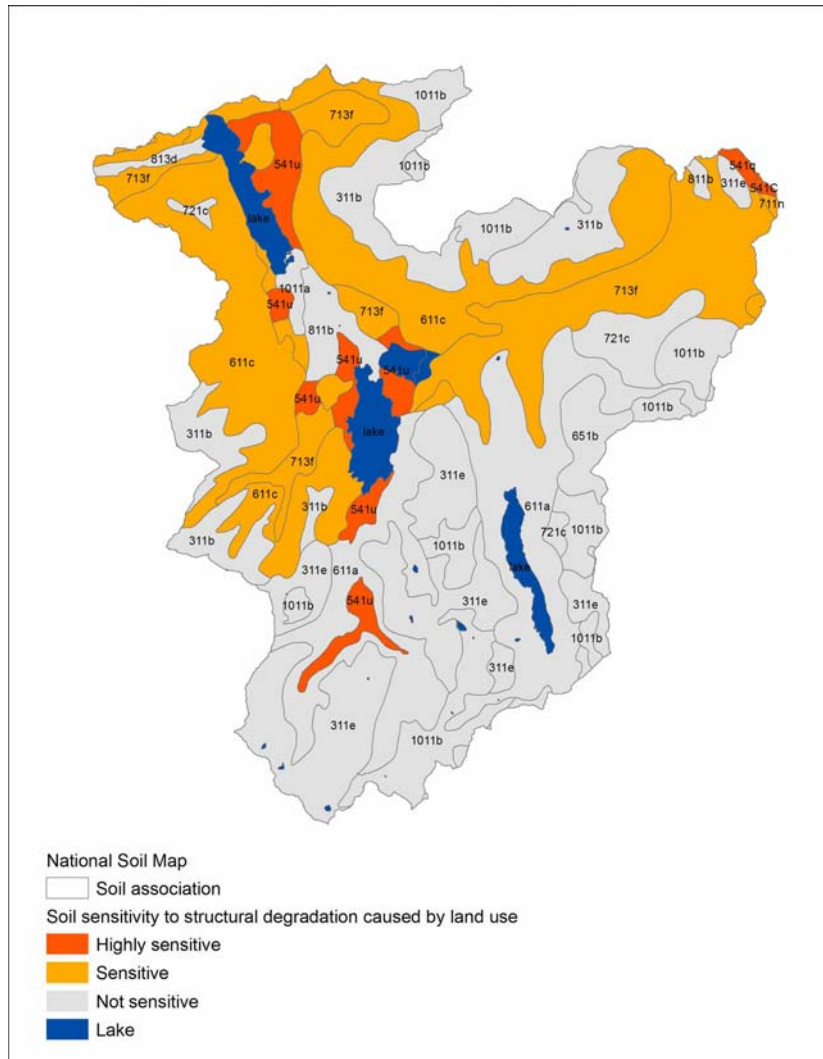 1011b
713f
541u
1011b
813d
713f
311b
721c
lake
1011b
311b
811b
541q
311e
541C
711n
1011a
541u
713f
611c
713f
811b
721c
1011b
541u
541u
611c
541u
1011b
311b
lake
651b
713f
311e
611c
311b
541u
611a
721c
1011b
311b
1011b
311e
611a
lake
1011b
541u
311e
311e
1011b
311e
311e
1011b
National Soil Map
Soil association
Soil sensitivity to structural degradation caused by land use
Highly sensitive
Sensitive
Not sensitive
Lake